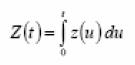 Z(t) = ∫₀ᵗ z(u) du